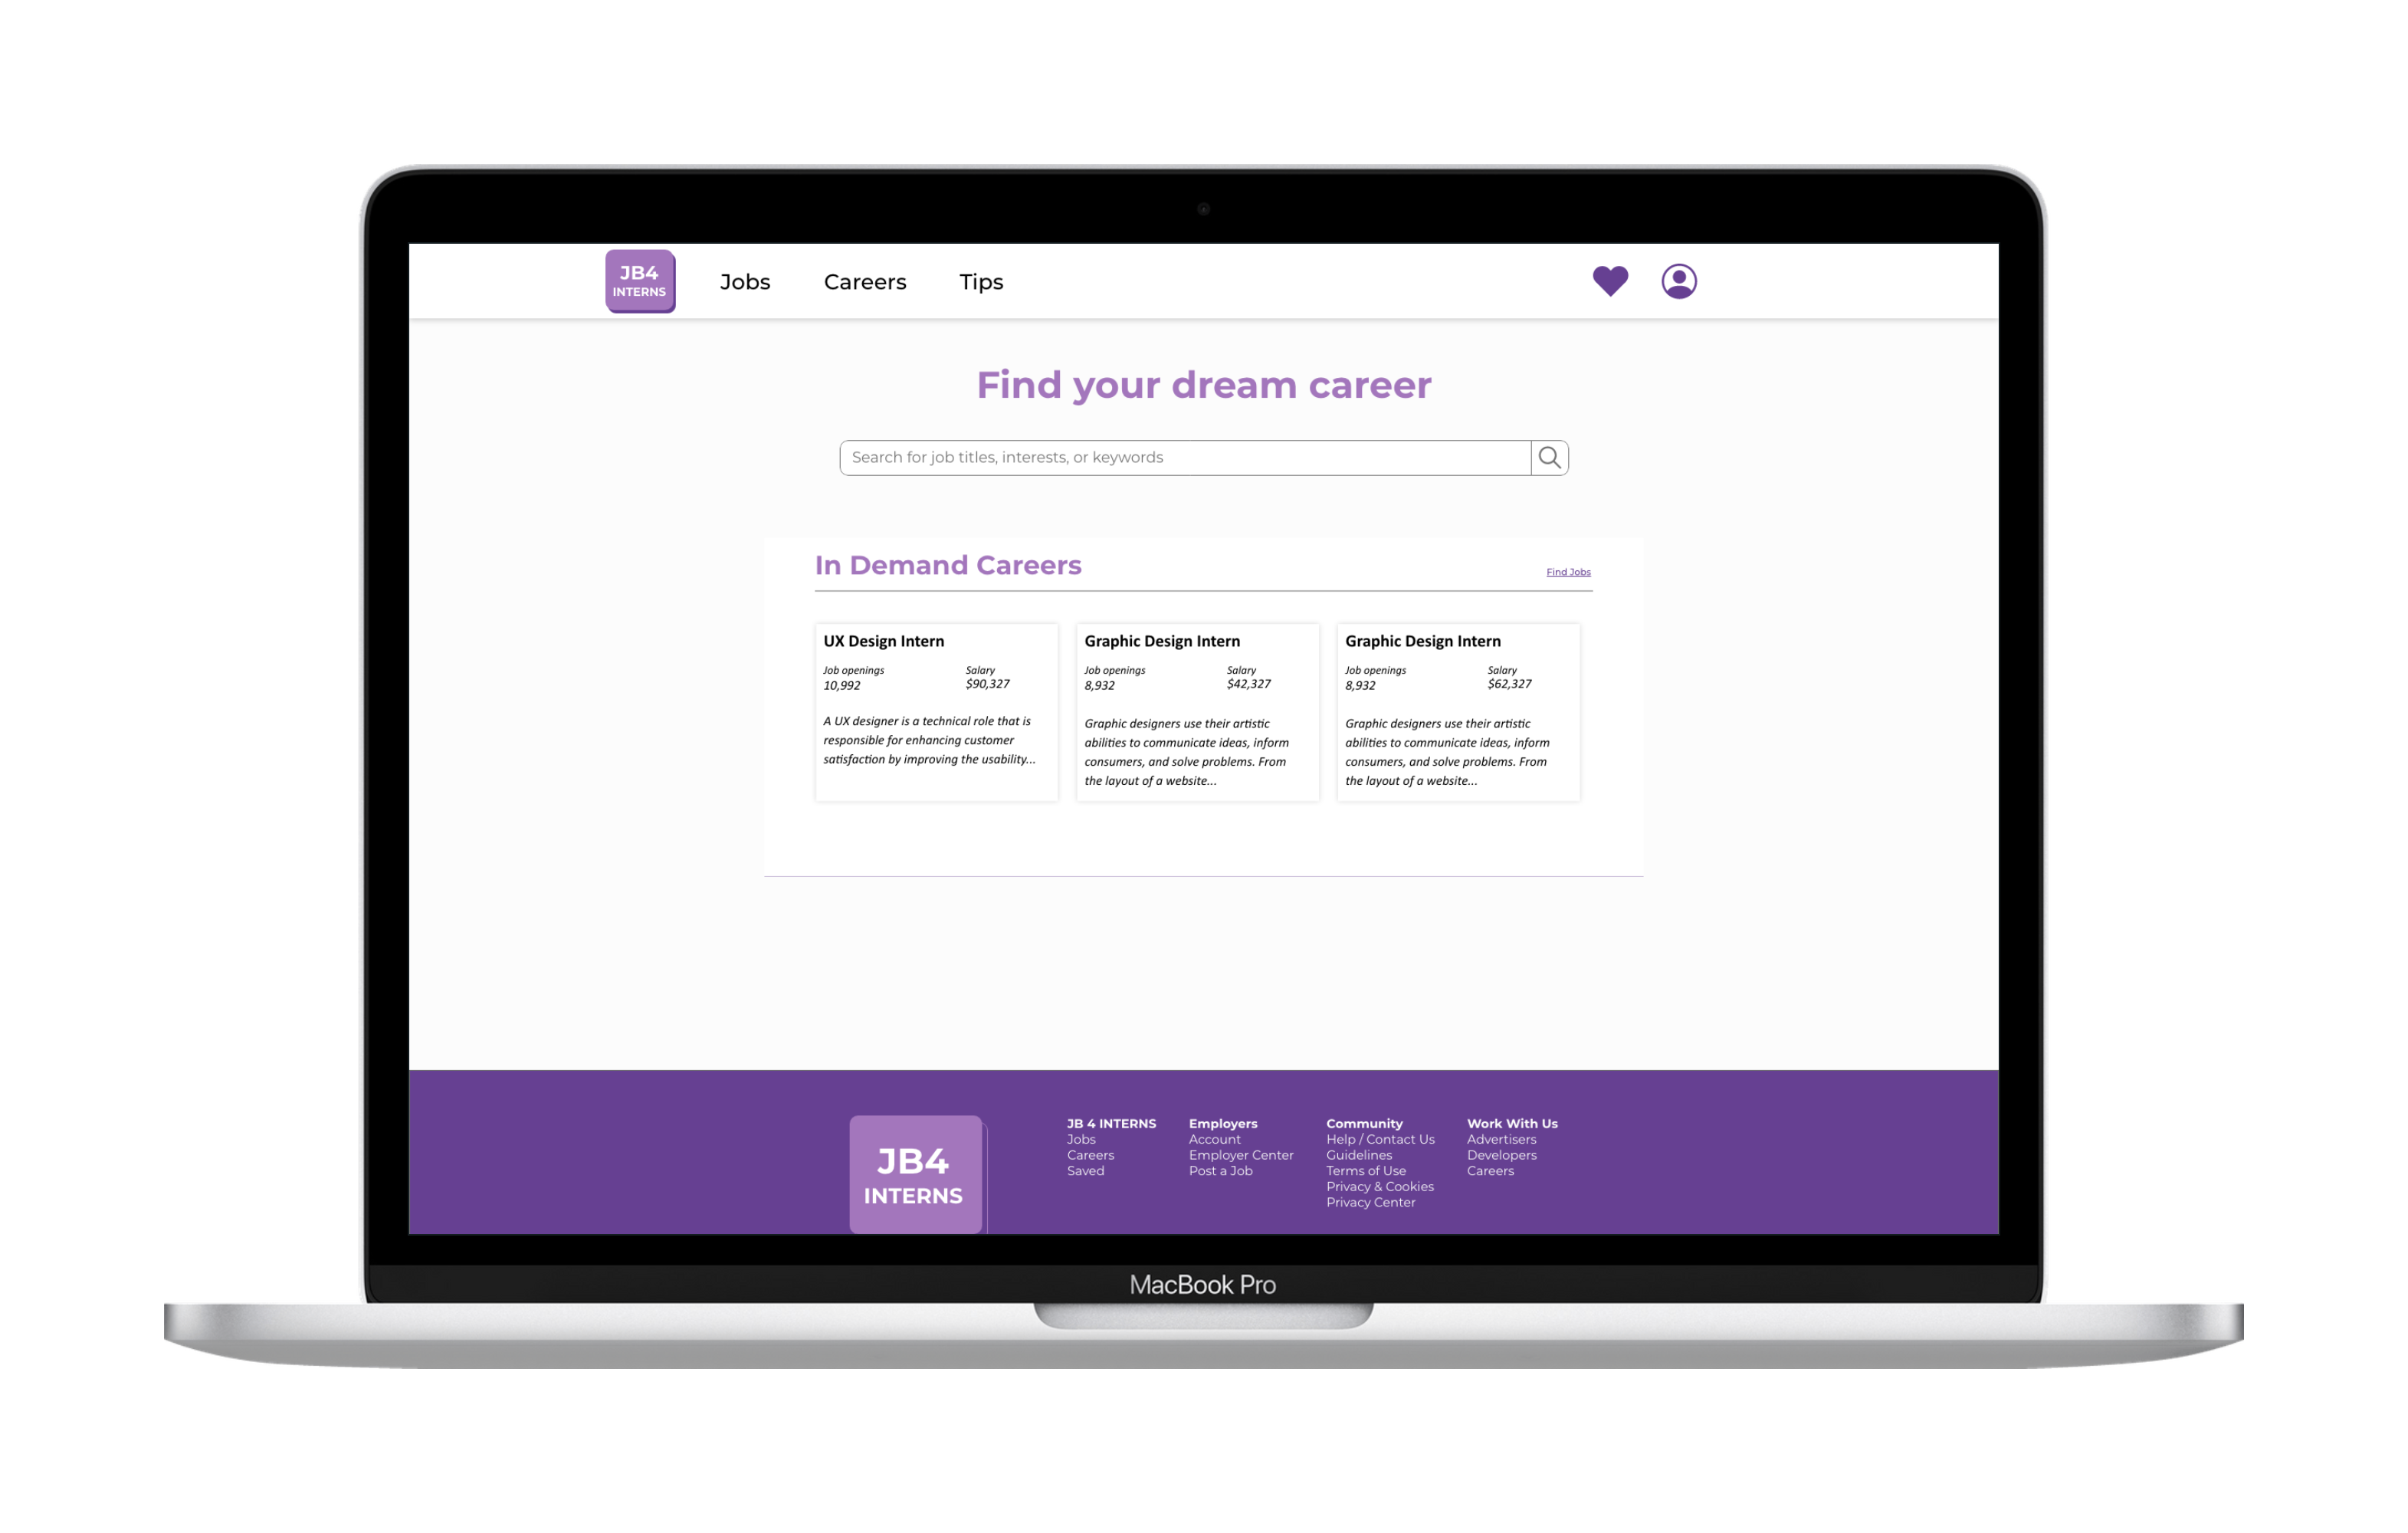 JB4
INTERNS
Jobs
Careers
Tips
Find your dream career
Search for job titles, interests, or keywords
In Demand Careers
Find Jobs
UX Design Intern
Job openings
Salary
10,992
$90,327
A UX designer is a technical role that is
responsible for enhancing customer
satisfaction by improving the usability...
Graphic Design Intern
Job openings
Salary
8,932
$42,327
Graphic designers use their artistic
abilities to communicate ideas, inform
consumers, and solve problems. From
the layout of a website...
Graphic Design Intern
Job openings
Salary
8,932
$62,327
Graphic designers use their artistic
abilities to communicate ideas, inform
consumers, and solve problems. From
the layout of a website...
JB4
INTERNS
JB 4 INTERNS
Jobs
Careers
Saved
Employers
Account
Employer Center
Post a Job
Community
Help / Contact Us
Guidelines
Terms of Use
Privacy & Cookies
Privacy Center
Work With Us
Advertisers
Developers
Careers
MacBook Pro